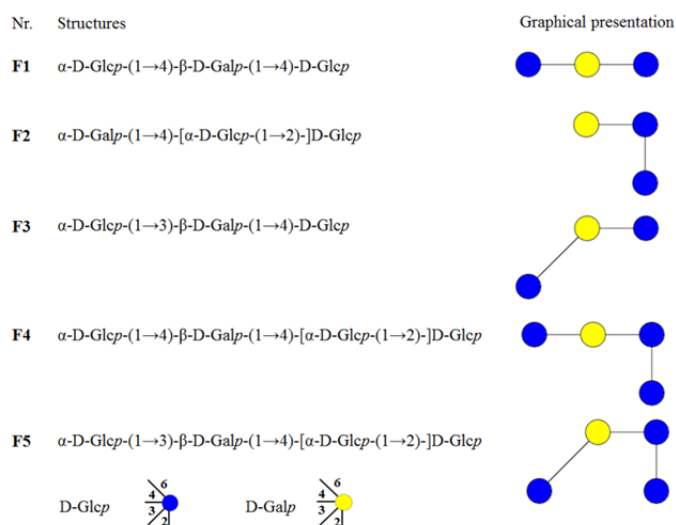 Nr. Structures Graphical presentation
F1 α-D-Glcp-(1→4)-β-D-Galp-(1→4)-D-Glcp
F2 α-D-Galp-(1→4)-[α-D-Glcp-(1→2)-]D-Glcp
F3 α-D-Glcp-(1→3)-β-D-Galp-(1→4)-D-Glcp
F4 α-D-Glcp-(1→4)-β-D-Galp-(1→4)-[α-D-Glcp-(1→2)-]D-Glcp
F5 α-D-Glcp-(1→3)-β-D-Galp-(1→4)-[α-D-Glcp-(1→2)-]D-Glcp
D-Glcp 6 4 3 2 D-Galp 6 4 3 2